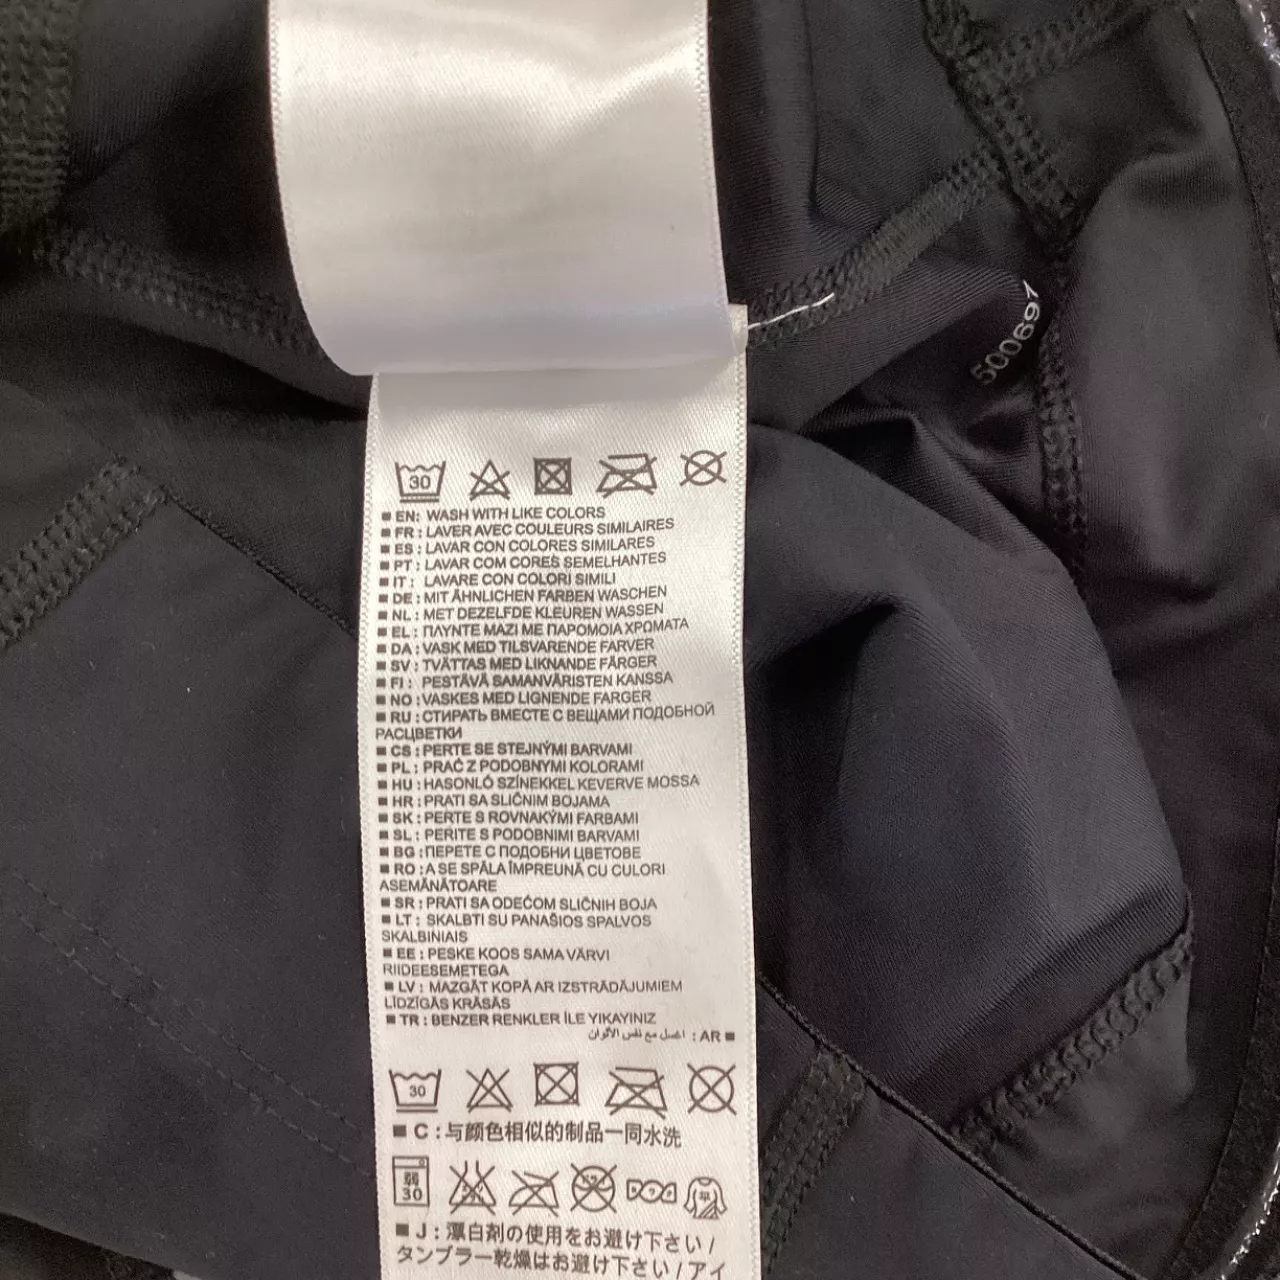 500697
30
EN: WASH WITH LIKE COLORS
FR : LAVER AVEC COULEURS SIMILAIRES
ES : LAVAR CON COLORES SIMILARES
PT : LAVAR COM CORES SEMELHANTES
IT : LAVARE CON COLORI SIMILI
DE : MIT ÄHNLICHEN FARBEN WASCHEN
NL : MET DEZELFDE KLEUREN WASSEN
EL : ΠΛΥΝΤΕ ΜΑΖΙ ΜΕ ΠΑΡΟΜΟΙΑ ΧΡΩΜΑΤΑ
DA : VASK MED TILSVARENDE FARVER
SV : TVÄTTAS MED LIKNANDE FÄRGER
FI : PESTÄVÄ SAMANVÄRISTEN KANSSA
NO : VASKES MED LIGNENDE FARGER
RU : СТИРАТЬ ВМЕСТЕ С ВЕЩАМИ ПОДОБНОЙ
РАСЦВЕТКИ
CS : PERTE SE STEJNÝMI BARVAMI
PL : PRAĆ Z PODOBNYMI KOLORAMI
HU : HASONLÓ SZÍNEKKEL KEVERVE MOSSA
HR : PRATI SA SLIČNIM BOJAMA
SK : PERTE S ROVNAKÝMI FARBAMI
SL : PERITE S PODOBNIMI BARVAMI
BG : ПЕРЕТЕ С ПОДОБНИ ЦВЕТОВЕ
RO : A SE SPĂLA ÎMPREUNĂ CU CULORI
ASEMĂNĂTOARE
SR : PRATI SA ODEĆOM SLIČNIH BOJA
LT : SKALBTI SU PANAŠIOS SPALVOS
SKALBINIAIS
EE : PESKE KOOS SAMA VÄRVI
RIIDEESEMETEGA
LV : MAZGĀT KOPĀ AR IZSTRĀDĀJUMIEM
LĪDZĪGĀS KRĀSĀS
TR : BENZER RENKLER İLE YIKAYINIZ
AR : اغسل مع نفس الألوان
30
C : 与颜色相似的制品一同水洗
弱
30
J : 漂白剤の使用をお避け下さい /
タンブラー乾燥はお避け下さい / アイ